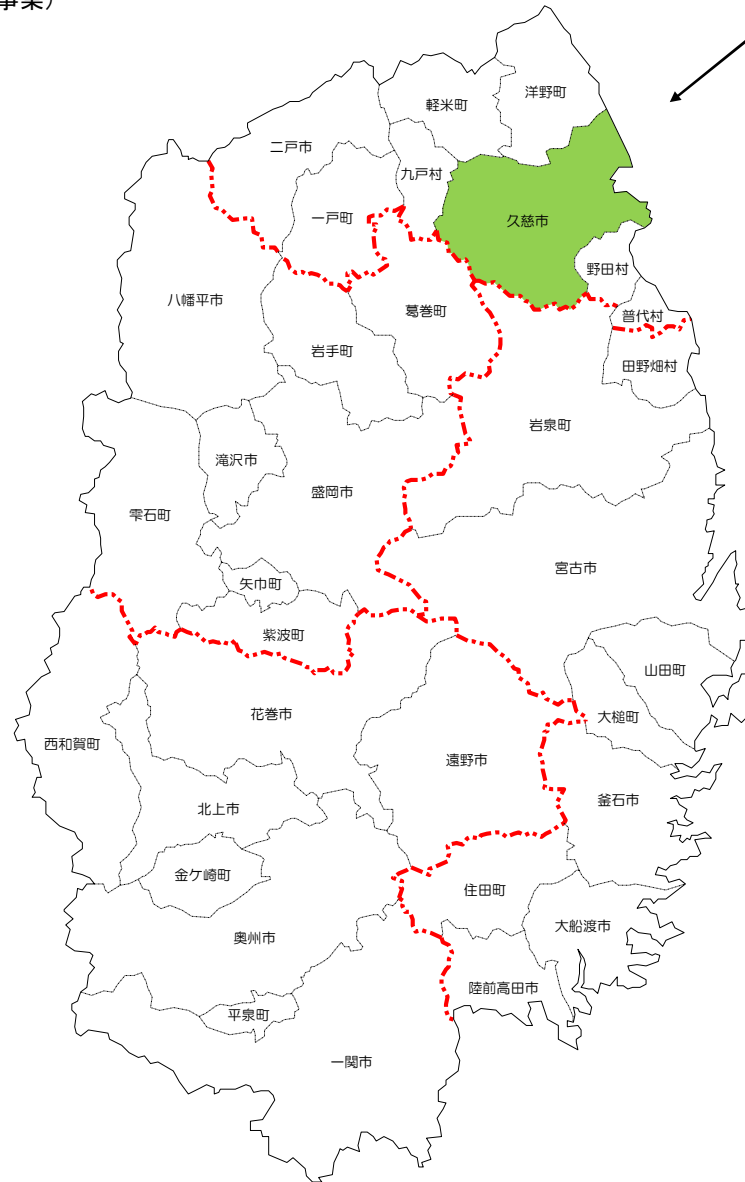 事業）
洋野町
軽米町
二戸市
九戸村
一戸町
久慈市
野田村
八幡平市
葛巻町
普代村
岩手町
田野畑村
岩泉町
滝沢市
盛岡市
雫石町
宮古市
矢巾町
紫波町
山田町
花巻市
大槌町
西和賀町
遠野市
釜石市
北上市
金ケ崎町
住田町
奥州市
大船渡市
陸前高田市
平泉町
一関市